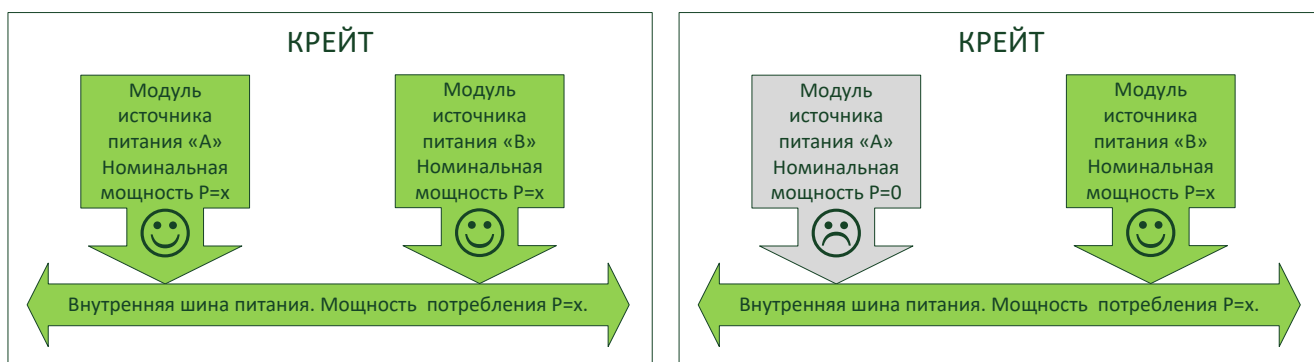 КРЕЙТ
Модуль
источника
питания «А»
Номинальная
мощность Р=х
Модуль
источника
питания «В»
Номинальная
мощность Р=х
Внутренняя шина питания. Мощность потребления Р=х.
КРЕЙТ
Модуль
источника
питания «А»
Номинальная
мощность Р=0
Модуль
источника
питания «В»
Номинальная
мощность Р=х
Внутренняя шина питания. Мощность потребления Р=х.